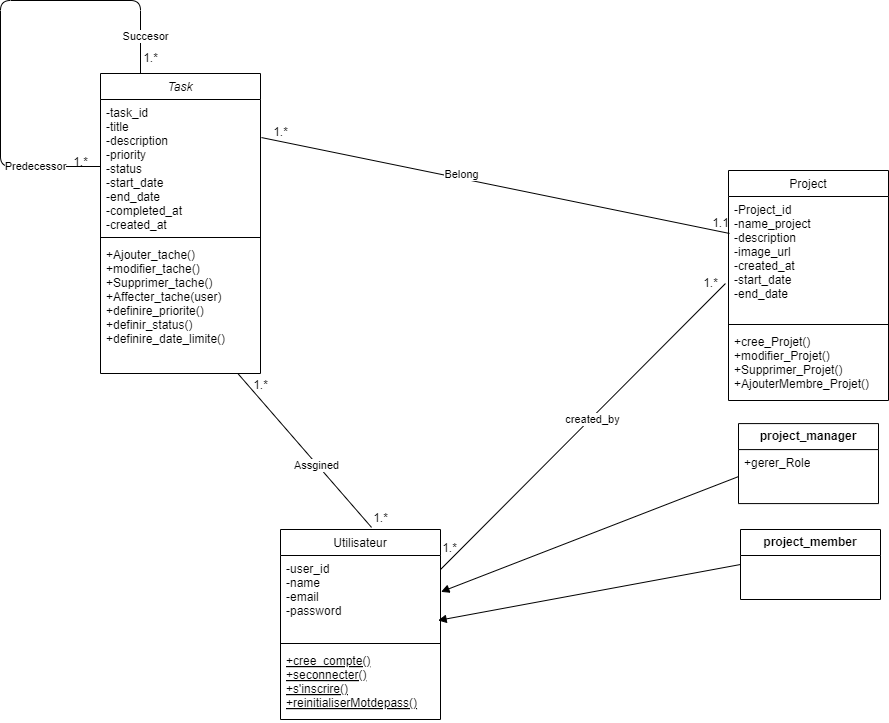 Succesor
1.*
Task
-task_id
-title
-description
-priority
-status
-start_date
-end_date
-completed_at
-created_at
+Ajouter_tache()
+modifier_tache()
+Supprimer_tache()
+Affecter_tache(user)
+definire_priorite()
+definir_status()
+definire_date_limite()
Predecessor
1.*
1.*
Belong
1.1
Project
-Project_id
-name_project
-description
-image_url
-created_at
-start_date
-end_date
+cree_Projet()
+modifier_Projet()
+Supprimer_Projet()
+AjouterMembre_Projet()
1.*
created_by
1.*
1.*
Assgined
1.*
project_manager
+gerer_Role
project_member
Utilisateur
-user_id
-name
-email
-password
+cree_compte()
+seconnecter()
+s'inscrire()
+reinitialiserMotdepass()